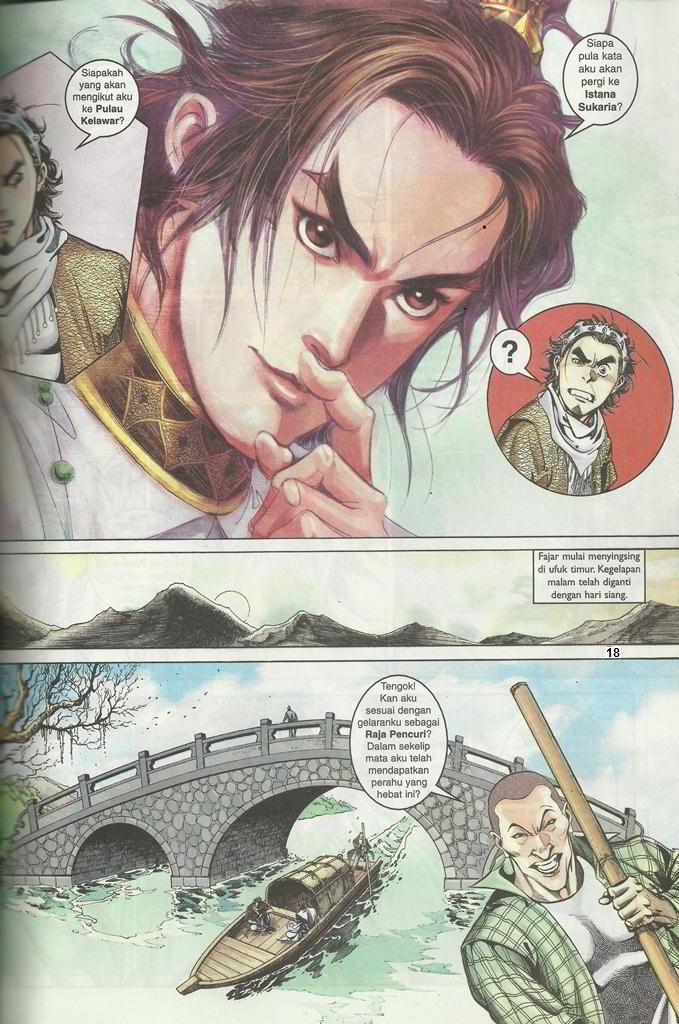 Siapakah
yang akan
mengikut aku
ke Pulau
Kelawar?
Siapa
pula kata
aku akan
pergi ke
Istana
Sukaria?
?
Fajar mulai menyingsing
di ufuk timur. Kegelapan
malam telah diganti
dengan hari siang.
18
Tengok!
Kan aku
sesuai dengan
gelaranku sebagai
Raja Pencuri?
Dalam sekelip
mata aku telah
mendapatkan
perahu yang
hebat ini?